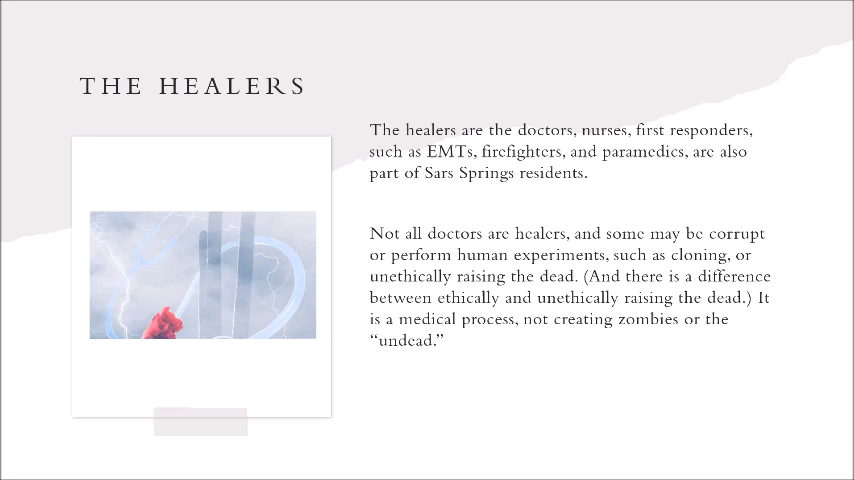 THE HEALERS
The healers are the doctors, nurses, first responders,
such as EMTs, firefighters, and paramedics, are also
part of Sars Springs residents.
Not all doctors are healers, and some may be corrupt
or perform human experiments, such as cloning, or
unethically raising the dead. (And there is a difference
between ethically and unethically raising the dead.) It
is a medical process, not creating zombies or the
“undead.”